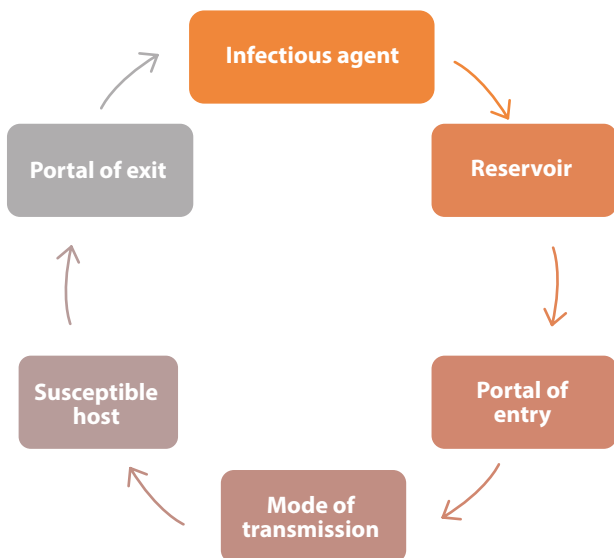 Infectious agent
Reservoir
Portal of
entry
Mode of
transmission
Susceptible
host
Portal of exit